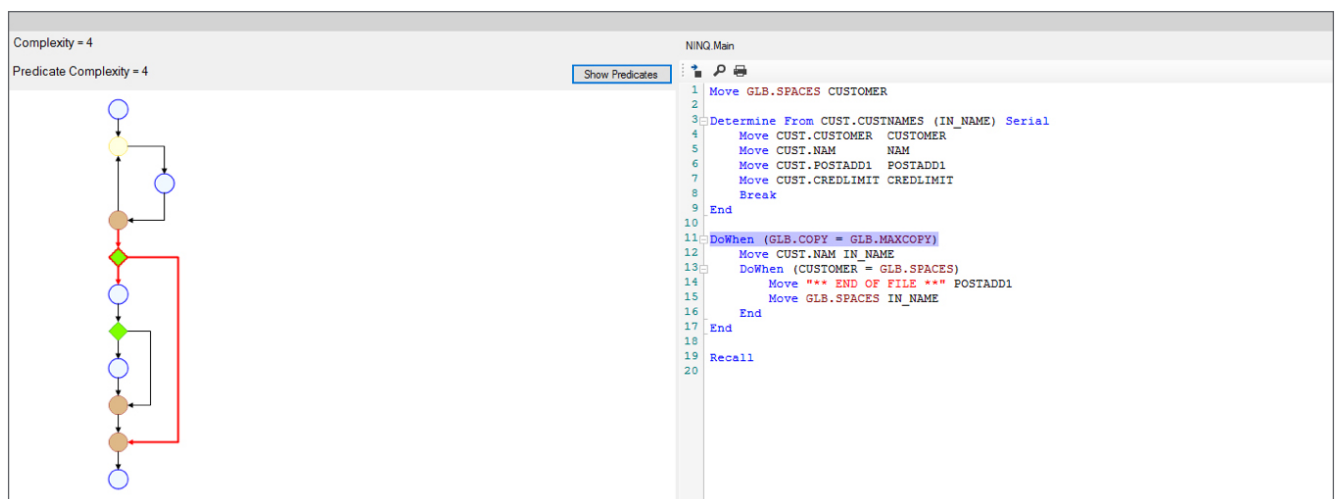 Complexity = 4
Predicate Complexity = 4
Show Predicates
NINQ.Main
1 Move GLB.SPACES CUSTOMER
2
3 Determine From CUST.CUSTNAMES (IN_NAME) Serial
4 Move CUST.CUSTOMER CUSTOMER
5 Move CUST.NAM NAM
6 Move CUST.POSTADD1 POSTADD1
7 Move CUST.CREDLIMIT CREDLIMIT
8 Break
9 End
10
11 DoWhen (GLB.COPY = GLB.MAXCOPY)
12 Move CUST.NAM IN_NAME
13 DoWhen (CUSTOMER = GLB.SPACES)
14 Move "** END OF FILE **" POSTADD1
15 Move GLB.SPACES IN_NAME
16 End
17 End
18
19 Recall
20